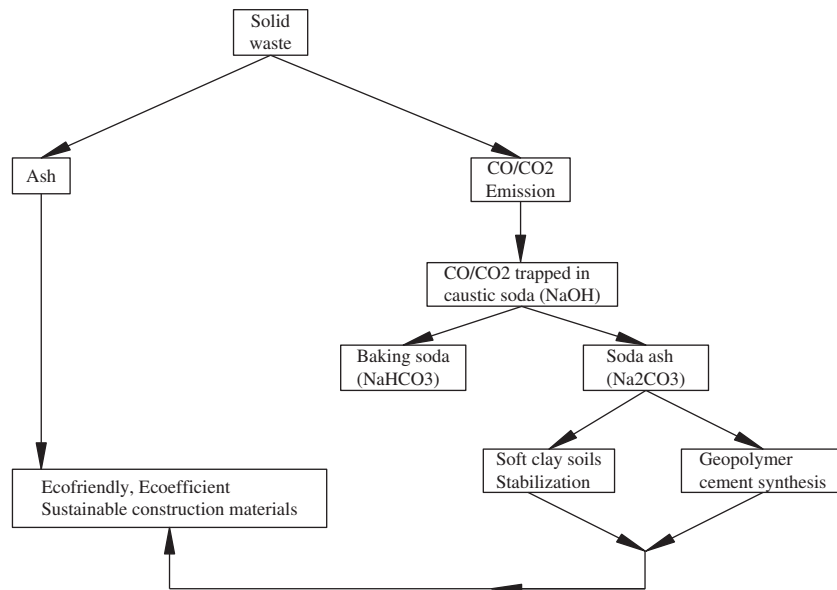 Solid
waste
Ash
CO/CO2
Emission
CO/CO2 trapped in
caustic soda (NaOH)
Baking soda
(NaHCO3)
Soda ash
(Na2CO3)
Soft clay soils
Stabilization
Geopolymer
cement synthesis
Ecofriendly, Ecoefficient
Sustainable construction materials